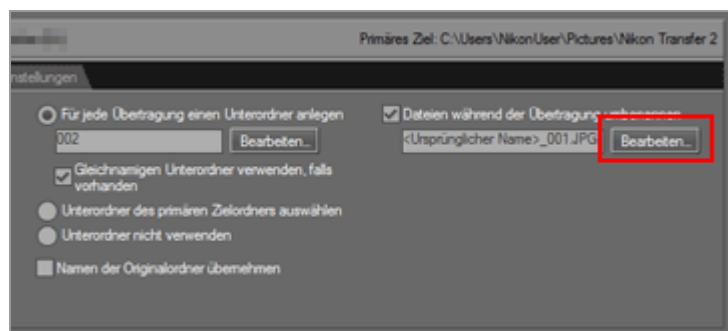 Primäres Ziel: C:\Users\NikonUser\Pictures\Nikon Transfer 2
nstellungen
Für jede Übertragung einen Unterordner anlegen
002
Bearbeiten...
Gleichnamigen Unterordner verwenden, falls
vorhanden
Unterordner des primären Zielordners auswählen
Unterordner nicht verwenden
Namen der Originalordner übernehmen
Dateien während der Übertragung umbenennen
<Ursprünglicher Name>_001.JPG
Bearbeiten...